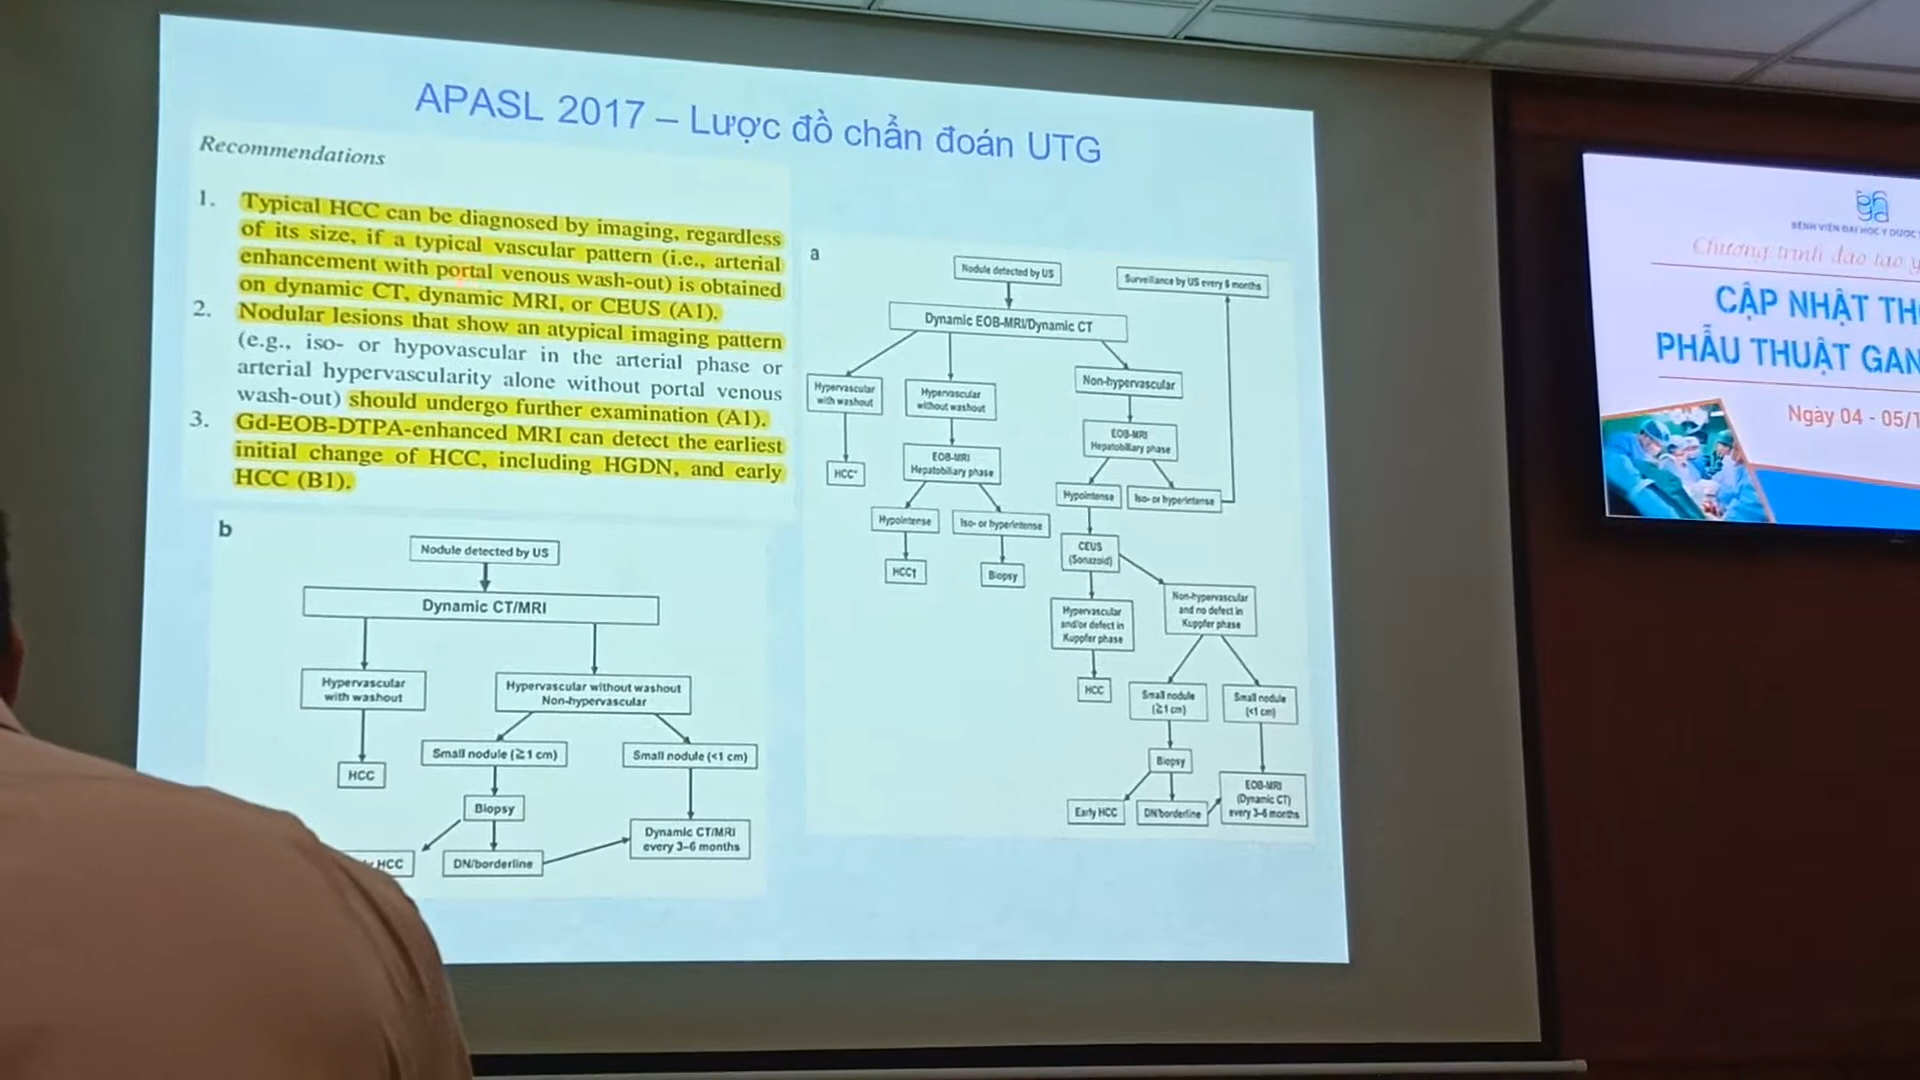 APASL 2017 – Lược đồ chẩn đoán UTG
Recommendations
1. Typical HCC can be diagnosed by imaging, regardless
of its size, if a typical vascular pattern (i.e., arterial
enhancement with portal venous wash-out) is obtained
on dynamic CT, dynamic MRI, or CEUS (A1).
2. Nodular lesions that show an atypical imaging pattern
(e.g., iso- or hypovascular in the arterial phase or
arterial hypervascularity alone without portal venous
wash-out) should undergo further examination (A1).
3. Gd-EOB-DTPA-enhanced MRI can detect the earliest
initial change of HCC, including HGDN, and early
HCC (B1).
b
Nodule detected by US
Dynamic CT/MRI
Hypervascular
with washout
Hypervascular without washout
Non-hypervascular
HCC
Small nodule (≧1 cm)
Small nodule (<1 cm)
Biopsy
HCC
DN/borderline
Dynamic CT/MRI
every 3–6 months
a
Nodule detected by US
Surveillance by US every 6 months
Dynamic EOB-MRI/Dynamic CT
Hypervascular
with washout
Hypervascular
without washout
Non-hypervascular
HCC*
EOB-MRI
Hepatobiliary phase
EOB-MRI
Hepatobiliary phase
Hypointense
Iso- or hyperintense
Hypointense
Iso- or hyperintense
HCC†
Biopsy
CEUS
(Sonazoid)
Hypervascular
and/or defect in
Kuppfer phase
Non-hypervascular
and no defect in
Kuppfer phase
HCC
Small nodule
(≧1 cm)
Small nodule
(<1 cm)
Biopsy
Early HCC
DN/borderline
EOB-MRI
(Dynamic CT)
every 3–6 months
BỆNH VIỆN ĐẠI HỌC Y DƯỢC
Chương trình đào tạo y
CẬP NHẬT
PHẪU THUẬT GAN
Ngày 04 - 05/1